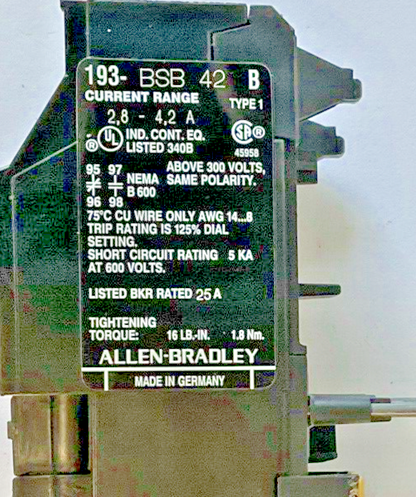 193- BSB 42 B
CURRENT RANGE TYPE 1
2,8 - 4,2 A
® UL ® IND. CONT. EQ. SA ®
LISTED 340B 45958
95 97 ABOVE 300 VOLTS,
NEMA SAME POLARITY.
B 600
96 98
75°C CU WIRE ONLY AWG 14...8
TRIP RATING IS 125% DIAL
SETTING.
SHORT CIRCUIT RATING 5 KA
AT 600 VOLTS.
LISTED BKR RATED 25 A
TIGHTENING
TORQUE: 16 LB.-IN. 1.8 Nm.
ALLEN-BRADLEY
MADE IN GERMANY